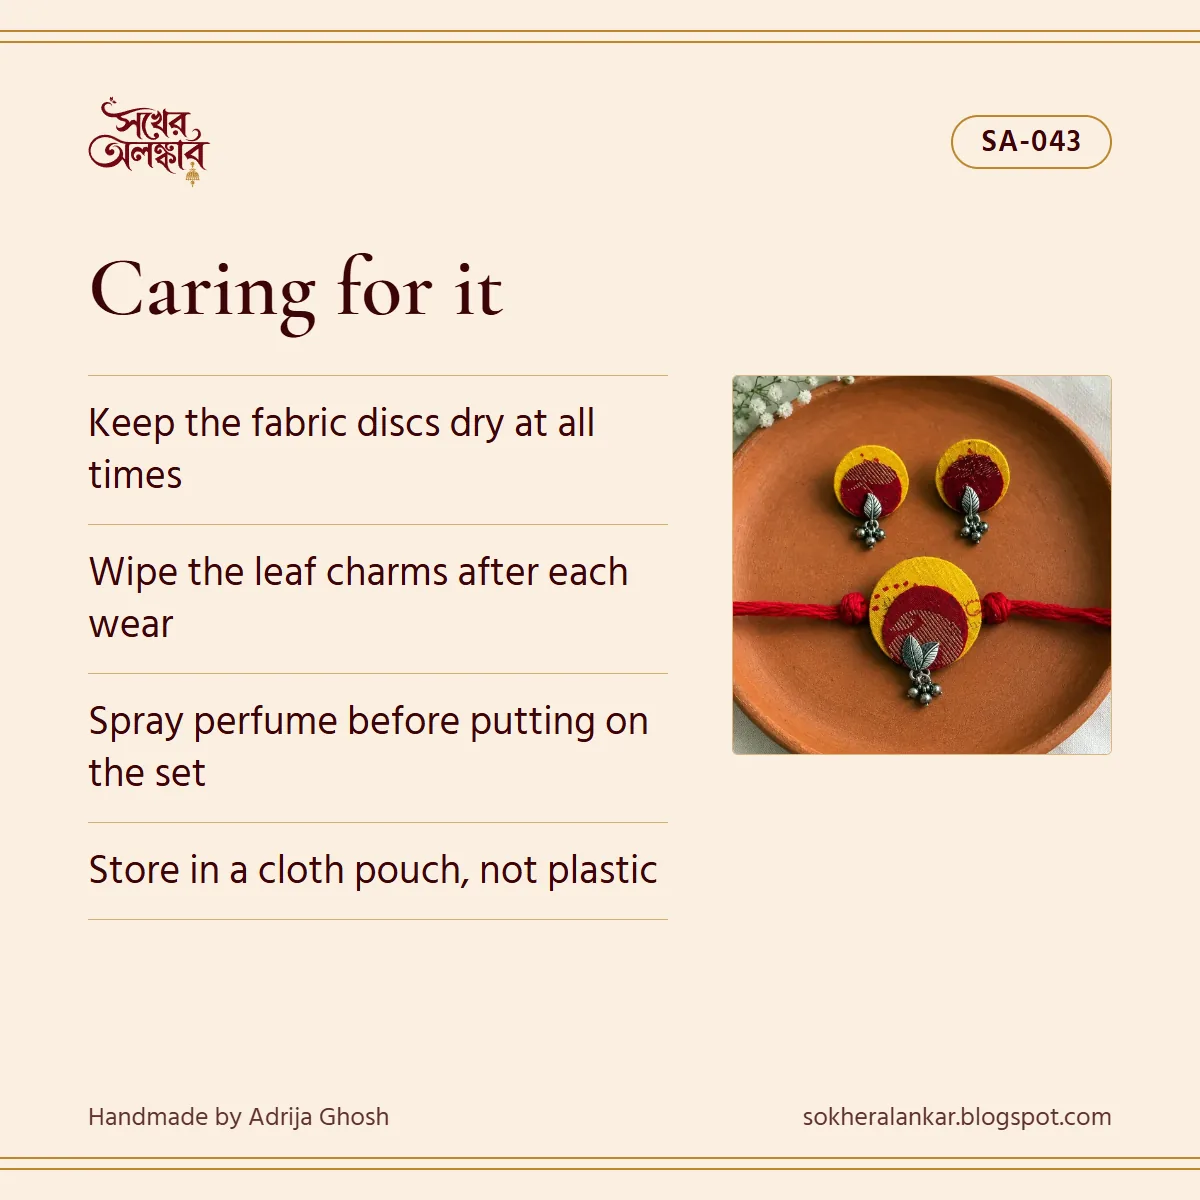 সখের
অলঙ্কার
SA-043
Caring for it
Keep the fabric discs dry at all
times
Wipe the leaf charms after each
wear
Spray perfume before putting on
the set
Store in a cloth pouch, not plastic
Handmade by Adrija Ghosh
sokheralankar.blogspot.com